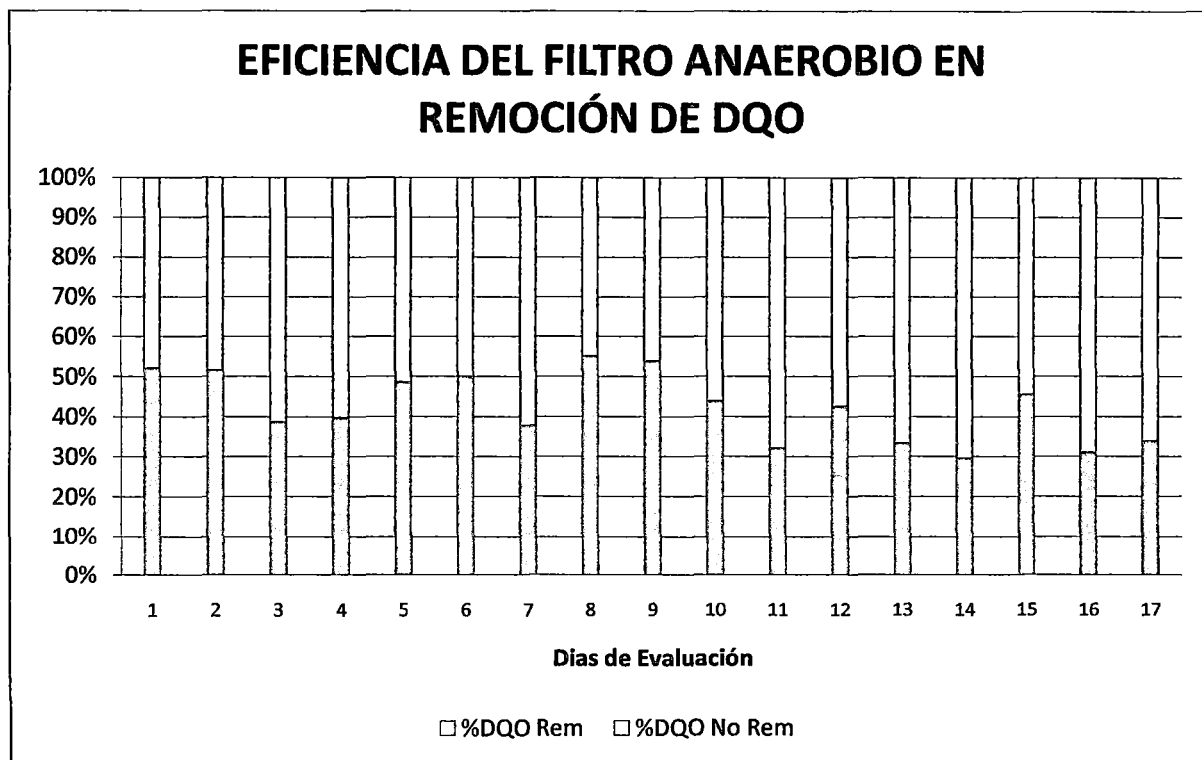 EFICIENCIA DEL FILTRO ANAEROBIO EN
REMOCIÓN DE DQO
100%
90%
80%
70%
60%
50%
40%
30%
20%
10%
0%
1 2 3 4 5 6 7 8 9 10 11 12 13 14 15 16 17
Dias de Evaluación
%DQO Rem %DQO No Rem